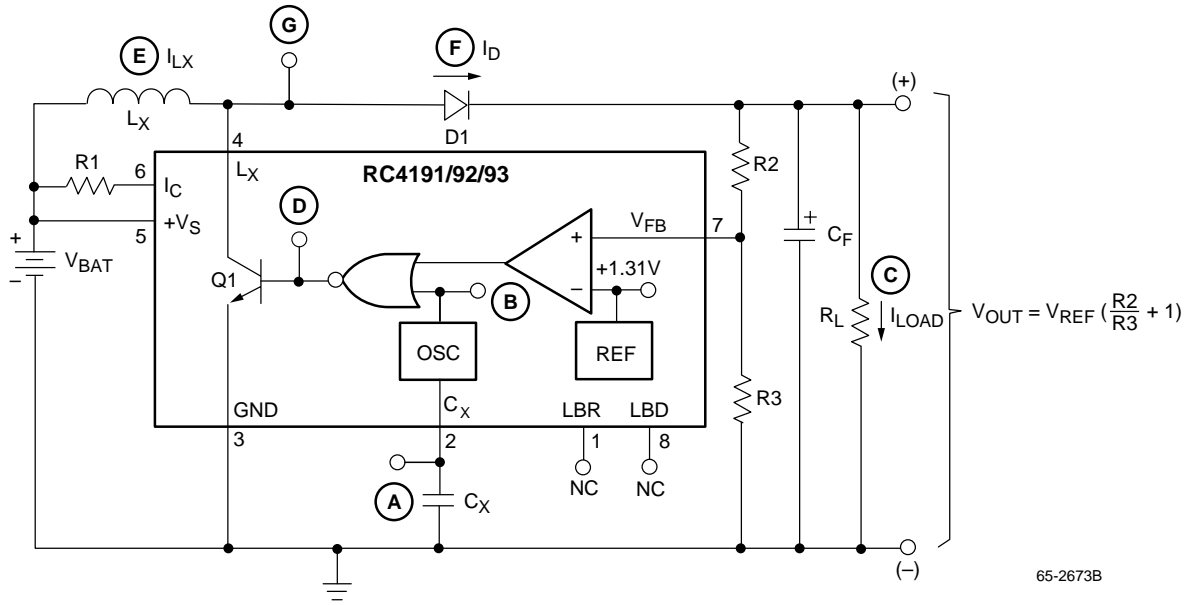 G
E I_LX
F I_D
(+)
L_X
D1
4
L_X
RC4191/92/93
R1
6
I_C
+V_S
5
D
V_FB
7
R2
+
V_BAT
−
Q1
+
+1.31V
−
B
+
C_F
C
R_L
I_LOAD
V_OUT = V_REF (R2/R3 + 1)
OSC
REF
R3
GND
C_X
LBR
LBD
3
2
1
8
NC
NC
A
C_X
(–)
65-2673B